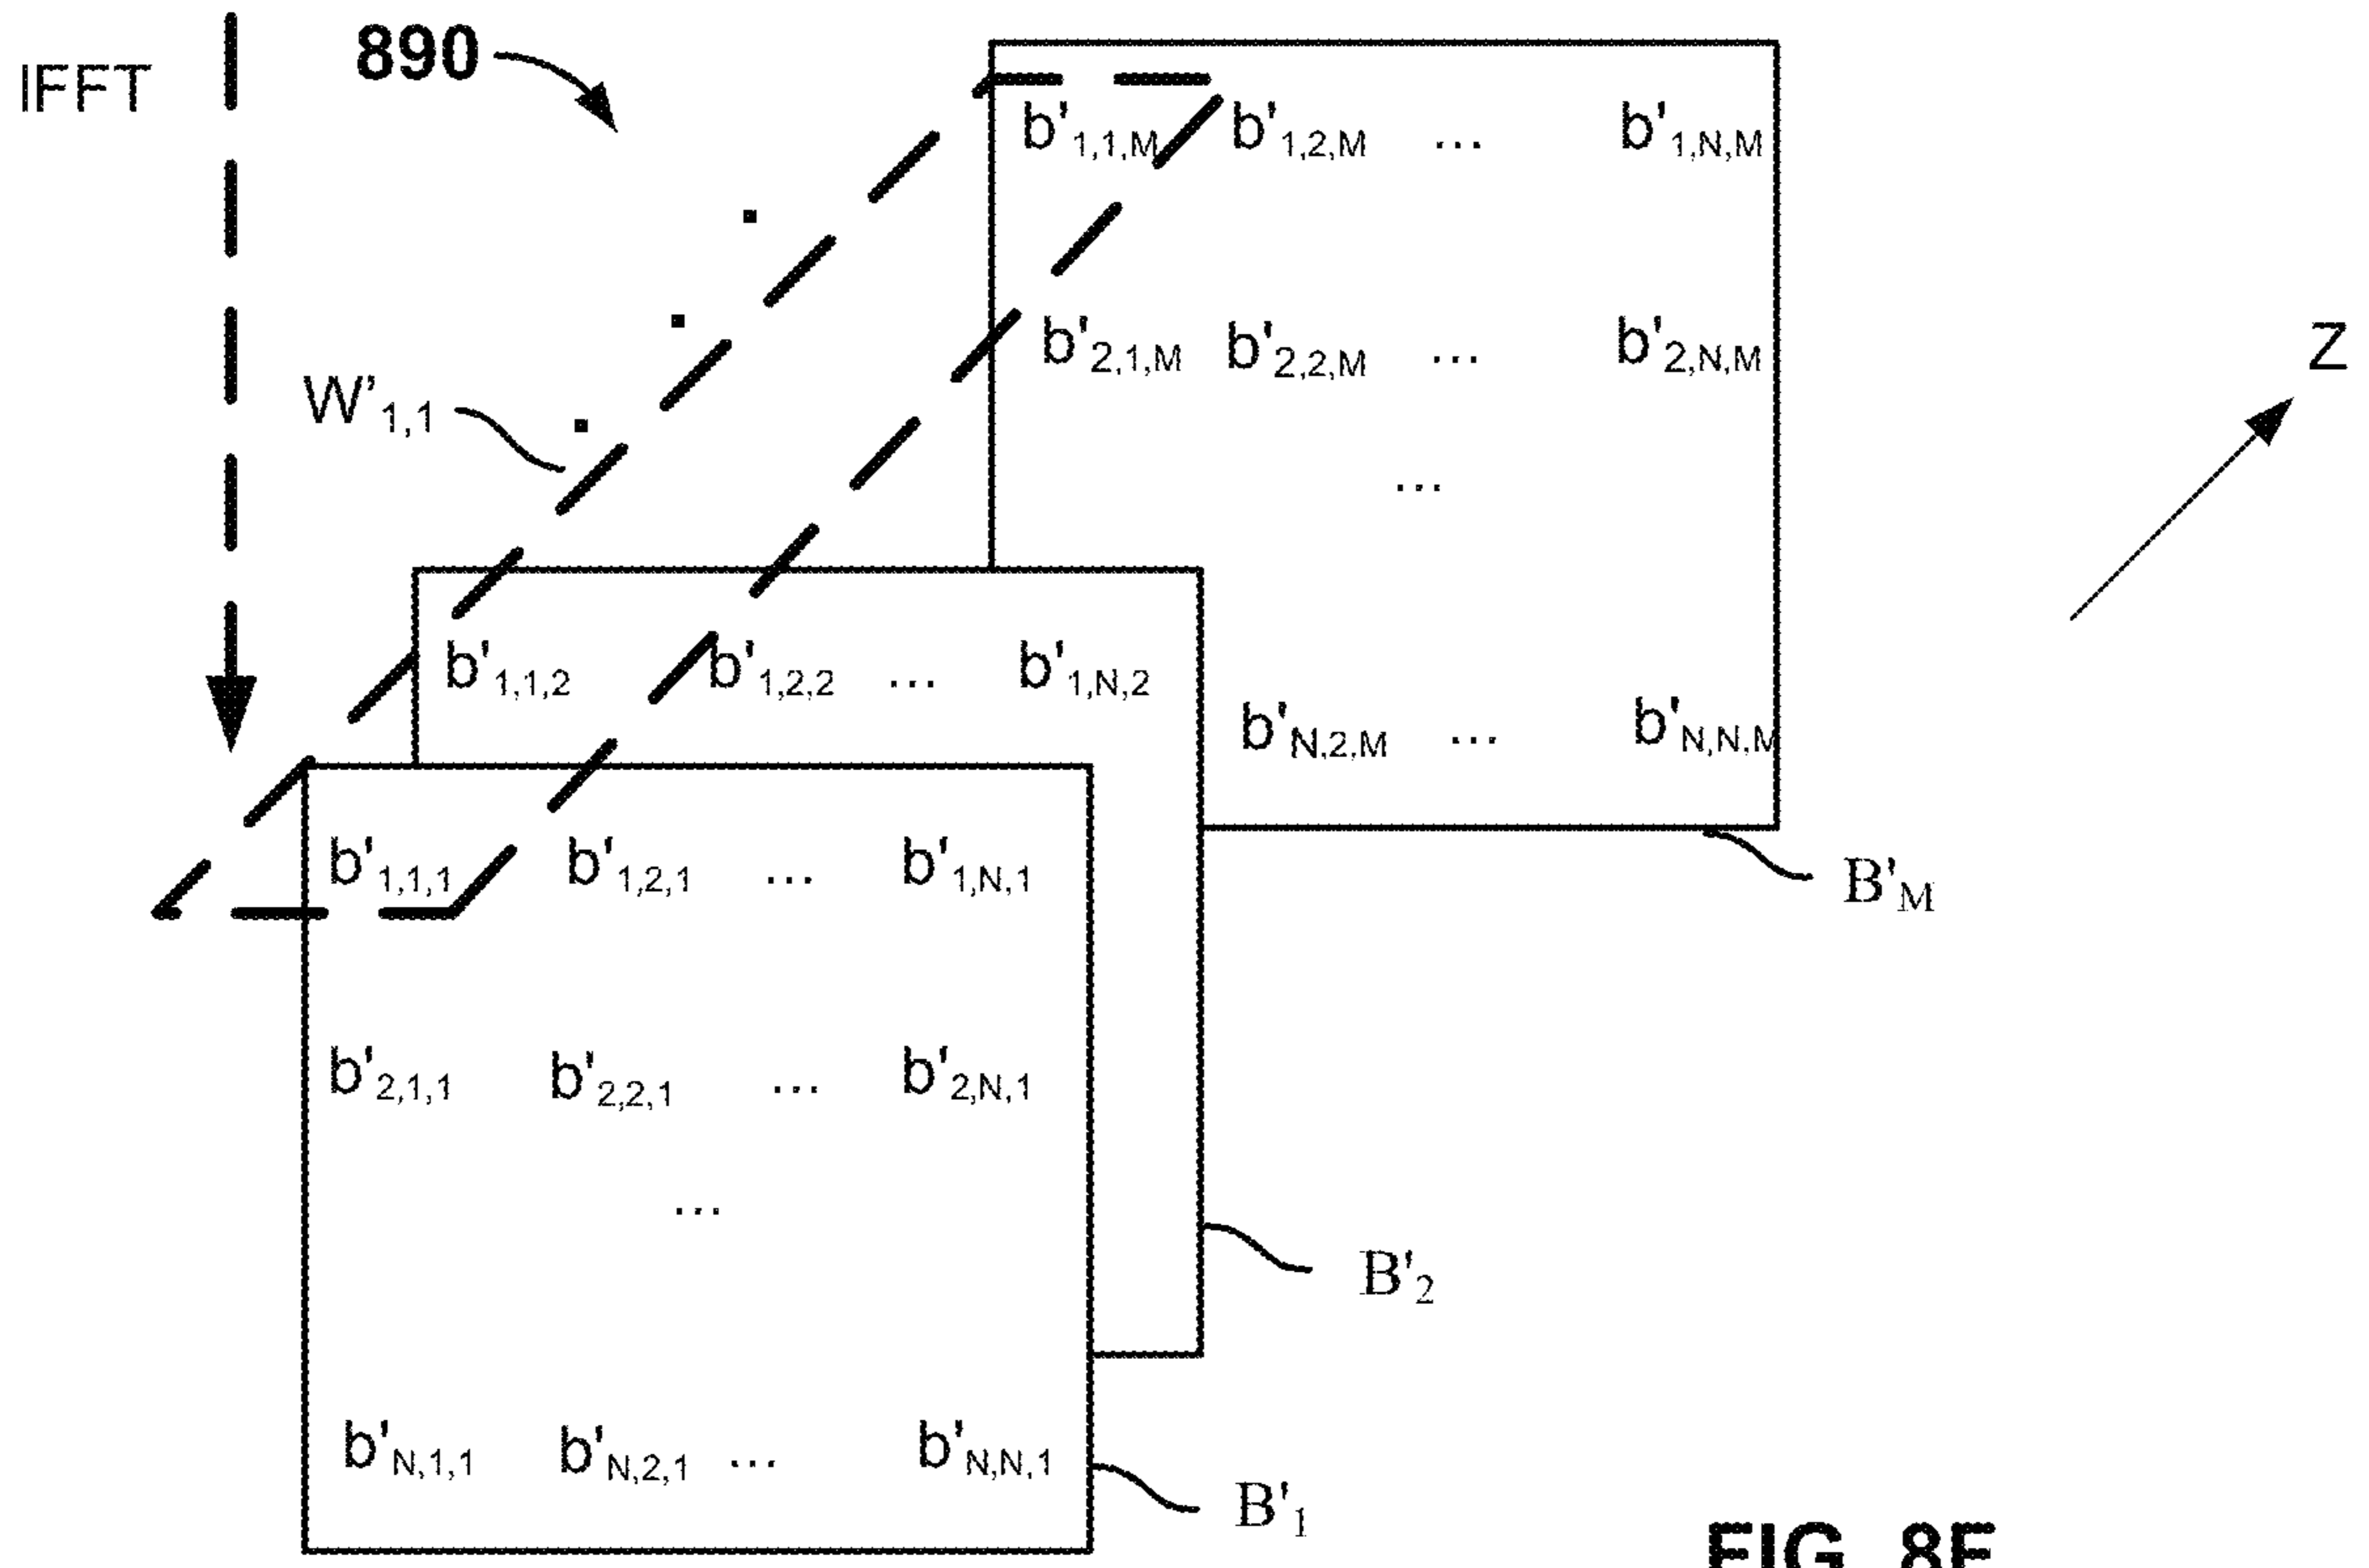 IFFT
890
b'1,1,M b'1,2,M ... b'1,N,M
b'2,1,M b'2,2,M ... b'2,N,M
Z
W'1,1
...
b'1,1,2 b'1,2,2 ... b'1,N,2
b'N,2,M ... b'N,N,M
b'1,1,1 b'1,2,1 ... b'1,N,1
B'M
b'2,1,1 b'2,2,1 ... b'2,N,1
...
B'2
b'N,1,1 b'N,2,1 ... b'N,N,1
B'1
FIG. 8F